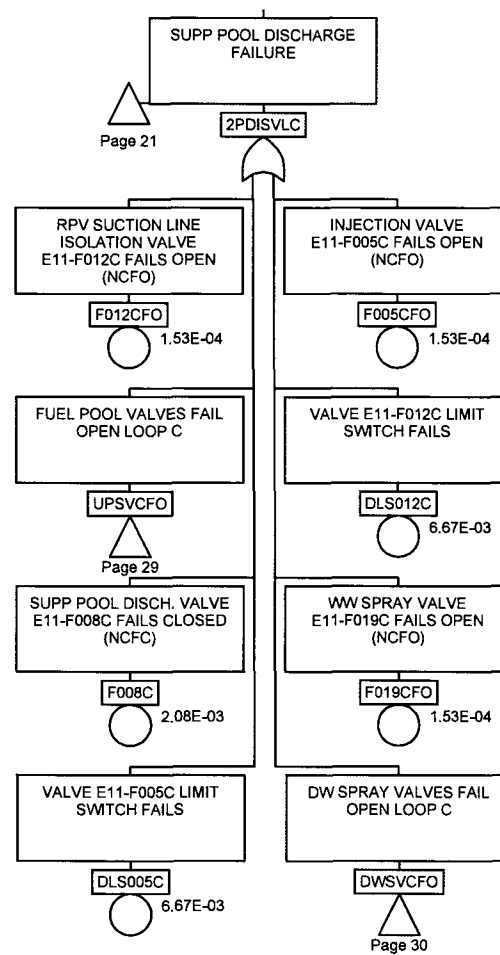 SUPP POOL DISCHARGE
FAILURE
Page 21
2PDISVLC
RPV SUCTION LINE
ISOLATION VALVE
E11-F012C FAILS OPEN
(NCFO)
F012CFO
1.53E-04
INJECTION VALVE
E11-F005C FAILS OPEN
(NCFO)
F005CFO
1.53E-04
FUEL POOL VALVES FAIL
OPEN LOOP C
UPSVCFO
Page 29
VALVE E11-F012C LIMIT
SWITCH FAILS
DLS012C
6.67E-03
SUPP POOL DISCH. VALVE
E11-F008C FAILS CLOSED
(NCFC)
F008C
2.08E-03
WW SPRAY VALVE
E11-F019C FAILS OPEN
(NCFO)
F019CFO
1.53E-04
VALVE E11-F005C LIMIT
SWITCH FAILS
DLS005C
6.67E-03
DW SPRAY VALVES FAIL
OPEN LOOP C
DWSVCFO
Page 30